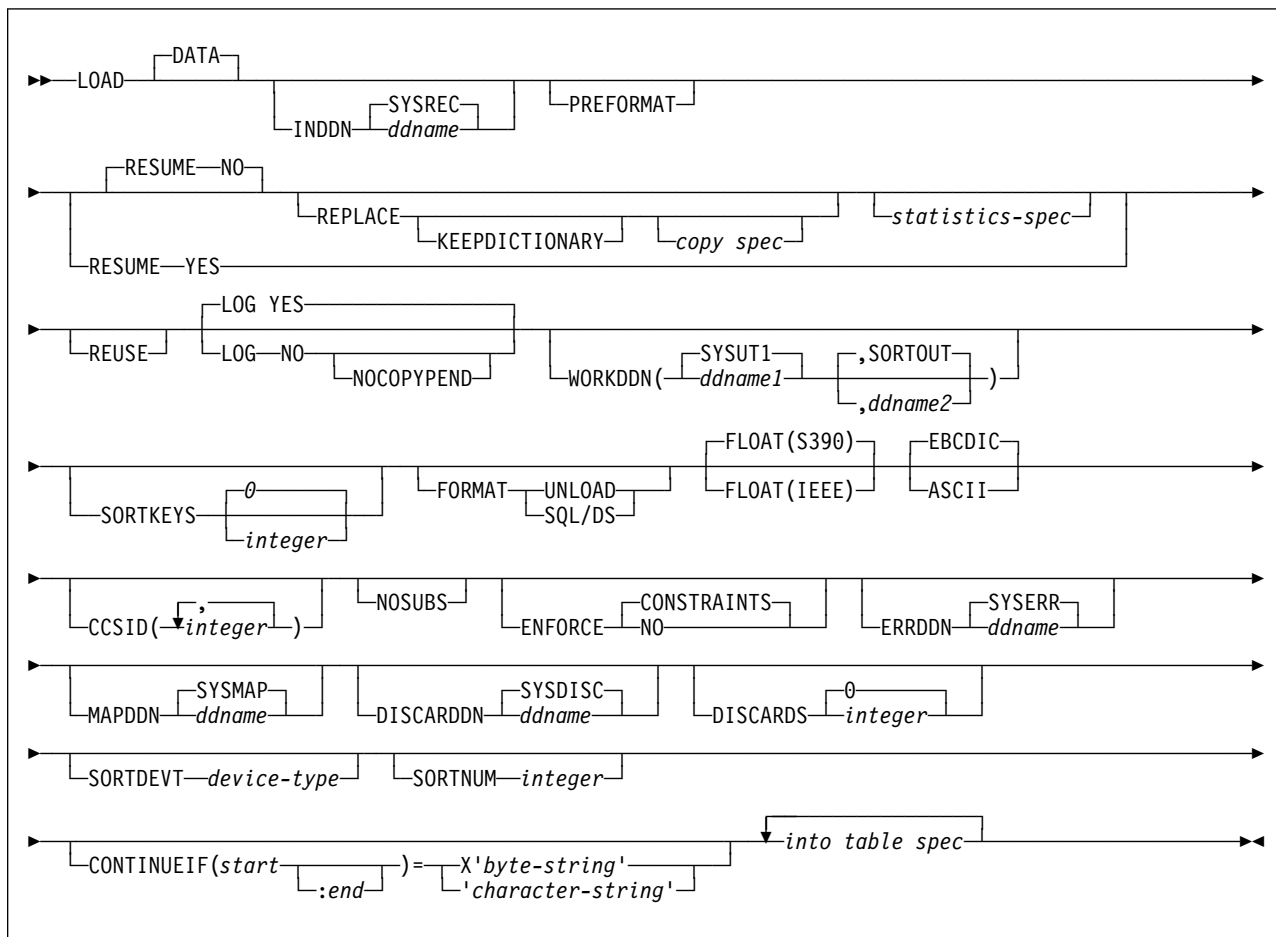 DATA
LOAD
SYSREC
INDDN ddname
PREFORMAT
RESUME NO
REPLACE
KEEPDICTIONARY
copy spec
statistics-spec
RESUME YES
LOG YES
REUSE
LOG NO
NOCOPYPEND
SYSUT1 ,SORTOUT
WORKDDN( ddname1 )
,ddname2
FLOAT(S390) EBCDIC
0
SORTKEYS
integer
FORMAT UNLOAD
SQL/DS
FLOAT(IEEE) ASCII
,
CCSID( integer )
NOSUBS
CONSTRAINTS
ENFORCE NO
SYSERR
ERRDDN ddname
SYSMAP
MAPDDN ddname
SYSDISC
DISCARDDN ddname
0
DISCARDS integer
SORTDEVT device-type
SORTNUM integer
into table spec
CONTINUEIF(start )= X'byte-string'
:end
'character-string'